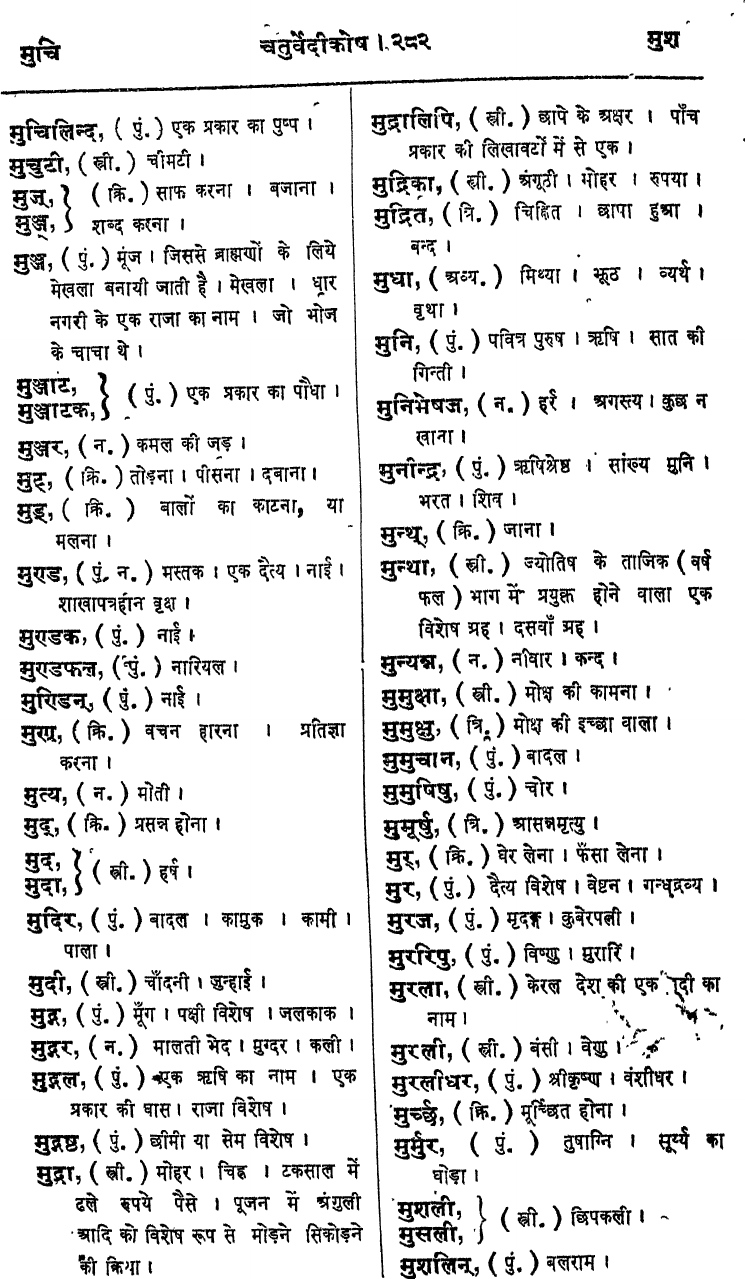 मुचि
चतुर्वेदीकोष । २८२
मुश
मुचिलिन्द, ( पुं. ) एक प्रकार का पुष्प ।
मुचुटी, ( स्त्री. ) चीमटी ।
मुज्, } ( क्रि. ) साफ करना । बजाना ।
मुञ्ज्, } शब्द करना ।
मुञ्ज, ( पुं. ) मूंज । जिससे ब्राह्मणों के लिये
मेखला बनायी जाती है । मेखला । धार
नगरी के एक राजा का नाम । जो भोज
के चाचा थे ।
मुञ्जाट,
मुञ्जाटक, } ( पुं. ) एक प्रकार का पौधा ।
मुञ्जर, ( न. ) कमल की जड़ ।
मुट्, ( क्रि. ) तोड़ना । पीसना । दबाना ।
मुड्, ( क्रि. ) बालों का काटना, या
मलना ।
मुण्ड, ( पुं. न. ) मस्तक । एक दैत्य । नाई ।
शाखापत्रहीन वृक्ष ।
मुण्डक, ( पुं. ) नाई ।
मुण्डफल, ( पुं. ) नारियल ।
मुण्डिन्, ( पुं. ) नाई ।
मुण्, ( क्रि. ) वचन हारना । प्रतिज्ञा
करना ।
मुत्य, ( न. ) मोती ।
मुद्, ( क्रि. ) प्रसन्न होना ।
मुद,
मुदा, } ( स्त्री. ) हर्ष ।
मुदिर, ( पुं. ) बादल । कामुक । कामी ।
पाला ।
मुदी, ( स्त्री. ) चाँदनी । जुन्हाई ।
मुद्ग, ( पुं. ) मूँग । पक्षी विशेष । जलकाक ।
मुद्गर, ( न. ) मालती भेद । मुग्दर । कली ।
मुद्गल, ( पुं. ) एक ऋषि का नाम । एक
प्रकार की घास । राजा विशेष ।
मुद्गष्ठ, ( पुं. ) छीमी या सेम विशेष ।
मुद्रा, ( स्त्री. ) मोहर । चिह्न । टकसाल में
ढले रुपये पैसे । पूजन में अंगुली
आदि को विशेष रूप से मोड़ने सिकोड़ने
की क्रिया ।
मुद्रालिपि, ( स्त्री. ) छापे के अक्षर । पाँच
प्रकार की लिखावटों में से एक ।
मुद्रिका, ( स्त्री. ) अंगूठी । मोहर । रुपया ।
मुद्रित, ( त्रि. ) चिह्नित । छापा हुआ ।
बन्द ।
मुधा, ( अव्य. ) मिथ्या । झूठ । व्यर्थ ।
वृथा ।
मुनि, ( पुं. ) पवित्र पुरुष । ऋषि । सात की
गिन्ती ।
मुनिभेषज, ( न. ) हर्र । अगस्त्य । कुछ न
खाना ।
मुनीन्द्र, ( पुं. ) ऋषिश्रेष्ठ । सांख्य मुनि ।
भरत । शिव ।
मुन्थ्, ( क्रि. ) जाना ।
मुन्था, ( स्त्री. ) ज्योतिष के ताजिक ( वर्ष
फल ) भाग में प्रयुक्त होने वाला एक
विशेष ग्रह । दसवाँ ग्रह ।
मुन्यन्न, ( न. ) नीवार । कन्द ।
मुमुक्षा, ( स्त्री. ) मोक्ष की कामना ।
मुमुक्षु, ( त्रि. ) मोक्ष की इच्छा वाला ।
मुमुचान, ( पुं. ) बादल ।
मुमुषिषु, ( पुं. ) चोर ।
मुमूर्षु, ( त्रि. ) आसन्नमृत्यु ।
मुर्, ( क्रि. ) घेर लेना । फँसा लेना ।
मुर, ( पुं. ) दैत्य विशेष । वेष्टन । गन्धद्रव्य ।
मुरज, ( पुं. ) मृदङ्ग । कुबेरपत्नी ।
मुररिपु, ( पुं. ) विष्णु । मुरारि ।
मुरला, ( स्त्री. ) केरल देश की एक नदी का
नाम ।
मुरली, ( स्त्री. ) बंसी । वेणु ।
मुरलीधर, ( पुं. ) श्रीकृष्ण । वंशीधर ।
मुर्च्छ्, ( क्रि. ) मूर्च्छित होना ।
मुर्मुर, ( पुं. ) तुषाग्नि । सूर्य्य का
घोड़ा ।
मुशली,
मुसली, } ( स्त्री. ) छिपकली ।
मुशलिन्, ( पुं. ) बलराम ।